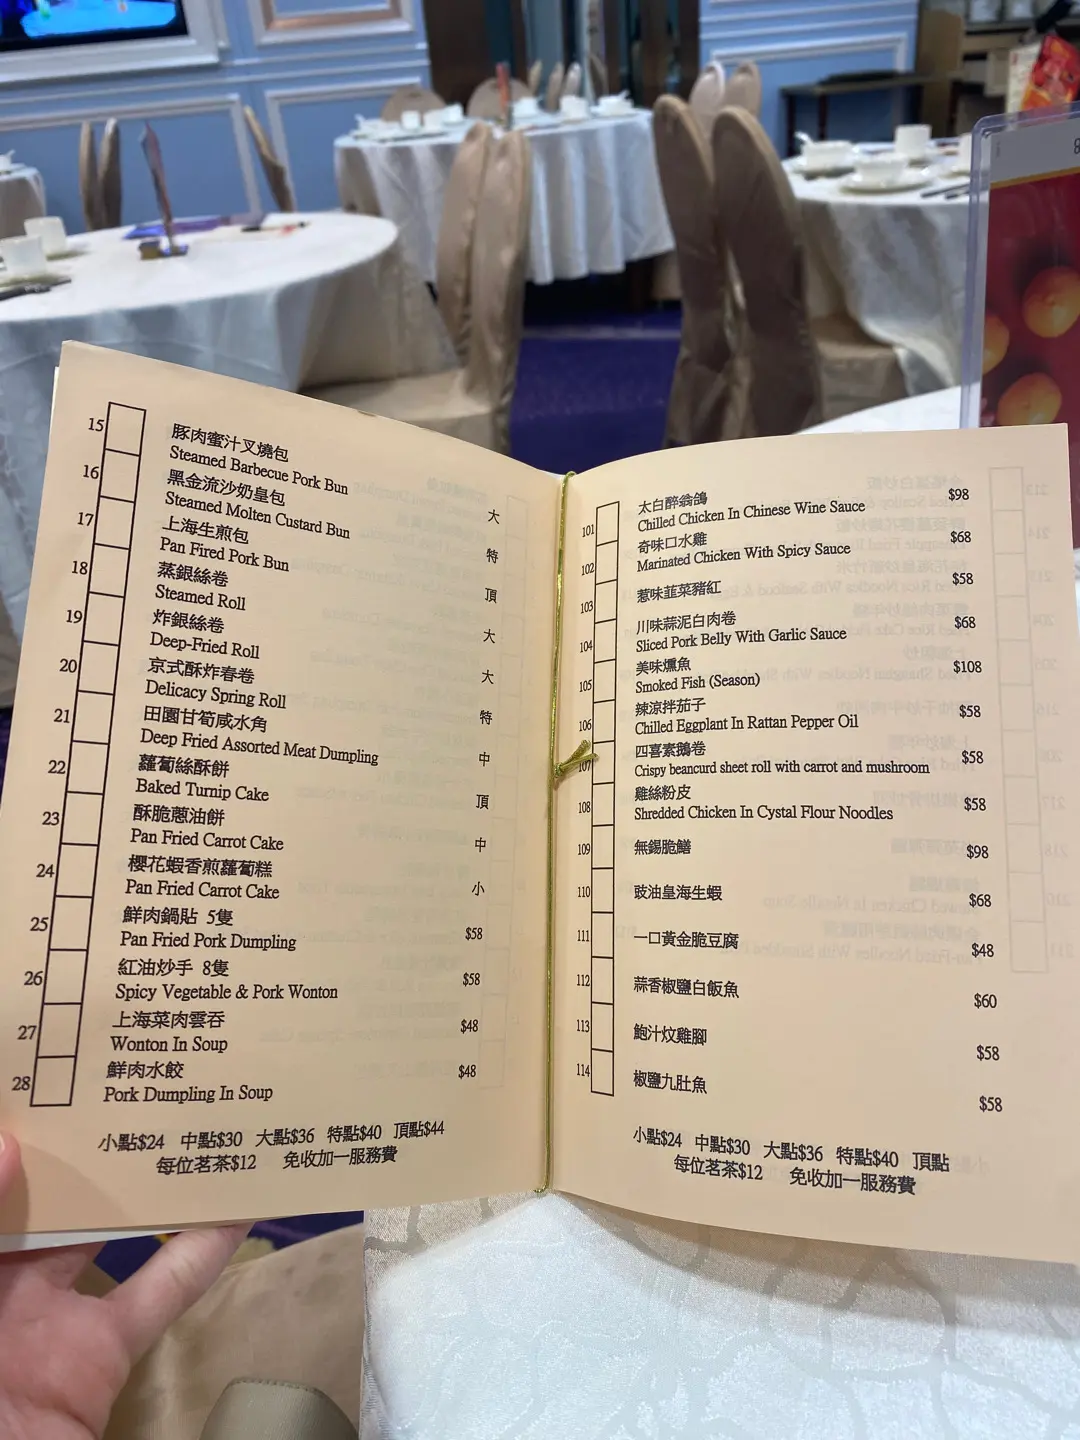 15
豚肉蜜汁叉燒包
Steamed Barbecue Pork Bun
大
16
黑金流沙奶皇包
Steamed Molten Custard Bun
特
17
上海生煎包
Pan Fired Pork Bun
頂
18
蒸銀絲卷
Steamed Roll
大
19
炸銀絲卷
Deep-Fried Roll
大
20
京式酥炸春卷
Delicacy Spring Roll
特
21
田園甘筍咸水角
Deep Fried Assorted Meat Dumpling
中
22
蘿蔔絲酥餅
Baked Turnip Cake
頂
23
酥脆蔥油餅
Pan Fried Carrot Cake
中
24
櫻花蝦香煎蘿蔔糕
Pan Fried Carrot Cake
小
25
鮮肉鍋貼 5隻
Pan Fried Pork Dumpling
$58
26
紅油炒手 8隻
Spicy Vegetable & Pork Wonton
$58
27
上海菜肉雲吞
Wonton In Soup
$48
28
鮮肉水餃
Pork Dumpling In Soup
$48
小點$24 中點$30 大點$36 特點$40 頂點$44
每位茗茶$12 免收加一服務費
101
太白醉翁鴿
Chilled Chicken In Chinese Wine Sauce
$98
102
奇味口水雞
Marinated Chicken With Spicy Sauce
$68
103
惹味韮菜豬紅
$58
104
川味蒜泥白肉卷
Sliced Pork Belly With Garlic Sauce
$68
105
美味燻魚
Smoked Fish (Season)
$108
106
辣涼拌茄子
Chilled Eggplant In Rattan Pepper Oil
$58
107
四喜素鵝卷
Crispy beancurd sheet roll with carrot and mushroom
$58
108
雞絲粉皮
Shredded Chicken In Cystal Flour Noodles
$58
109
無錫脆鱔
$98
110
豉油皇海生蝦
$68
111
一口黃金脆豆腐
$48
112
蒜香椒鹽白飯魚
$60
113
鮑汁炆雞腳
$58
114
椒鹽九肚魚
$58
小點$24 中點$30 大點$36 特點$40 頂點
每位茗茶$12 免收加一服務費